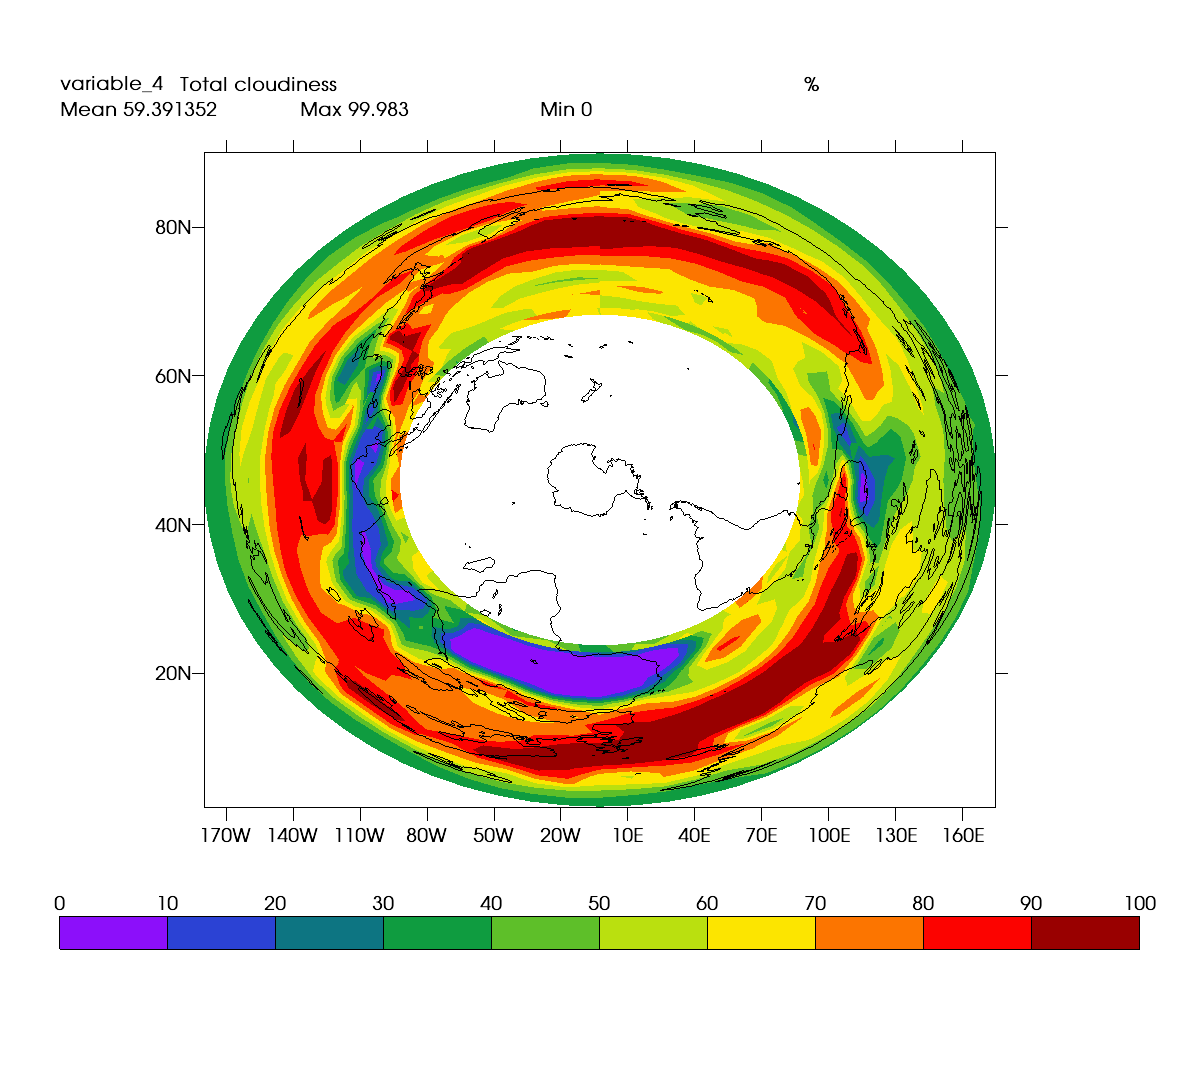 variable_4 Total cloudiness %
Mean 59.391352 Max 99.983 Min 0
80N
60N
40N
20N
170W 140W 110W 80W 50W 20W 10E 40E 70E 100E 130E 160E
0 10 20 30 40 50 60 70 80 90 100